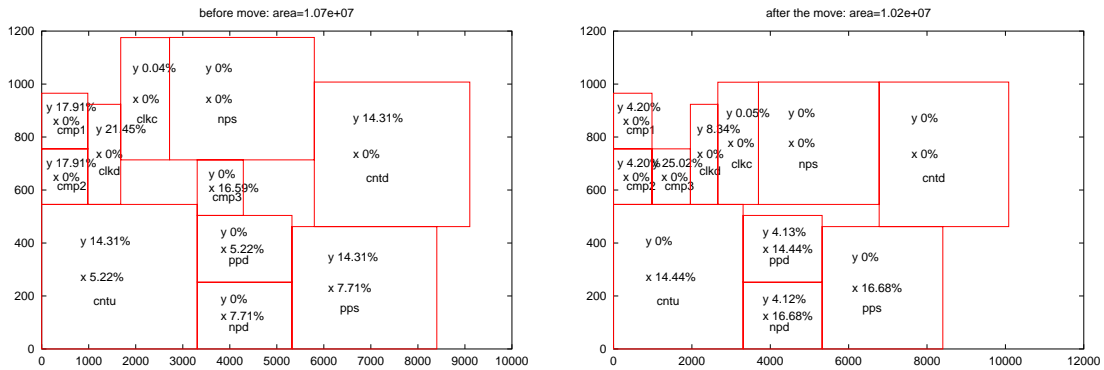 before move: area=1.07e+07
1200
1000
800
600
400
200
0
0 1000 2000 3000 4000 5000 6000 7000 8000 9000 10000
y 17.91%
x 0%
cmp1
y 17.91%
x 0%
cmp2
y 21.45%
x 0%
clkd
y 0.04%
x 0%
clkc
y 0%
x 0%
nps
y 0%
x 16.59%
cmp3
y 14.31%
x 0%
cntd
y 14.31%
x 5.22%
cntu
y 0%
x 5.22%
ppd
y 0%
x 7.71%
npd
y 14.31%
x 7.71%
pps
after the move: area=1.02e+07
1200
1000
800
600
400
200
0
0 2000 4000 6000 8000 10000 12000
y 4.20%
x 0%
cmp1
y 4.20%
x 0%
cmp2
y 25.02%
x 0%
cmp3
y 8.34%
x 0%
clkd
y 0.05%
x 0%
clkc
y 0%
x 0%
nps
y 0%
x 0%
cntd
y 0%
x 14.44%
cntu
y 4.13%
x 14.44%
ppd
y 4.12%
x 16.68%
npd
y 0%
x 16.68%
pps